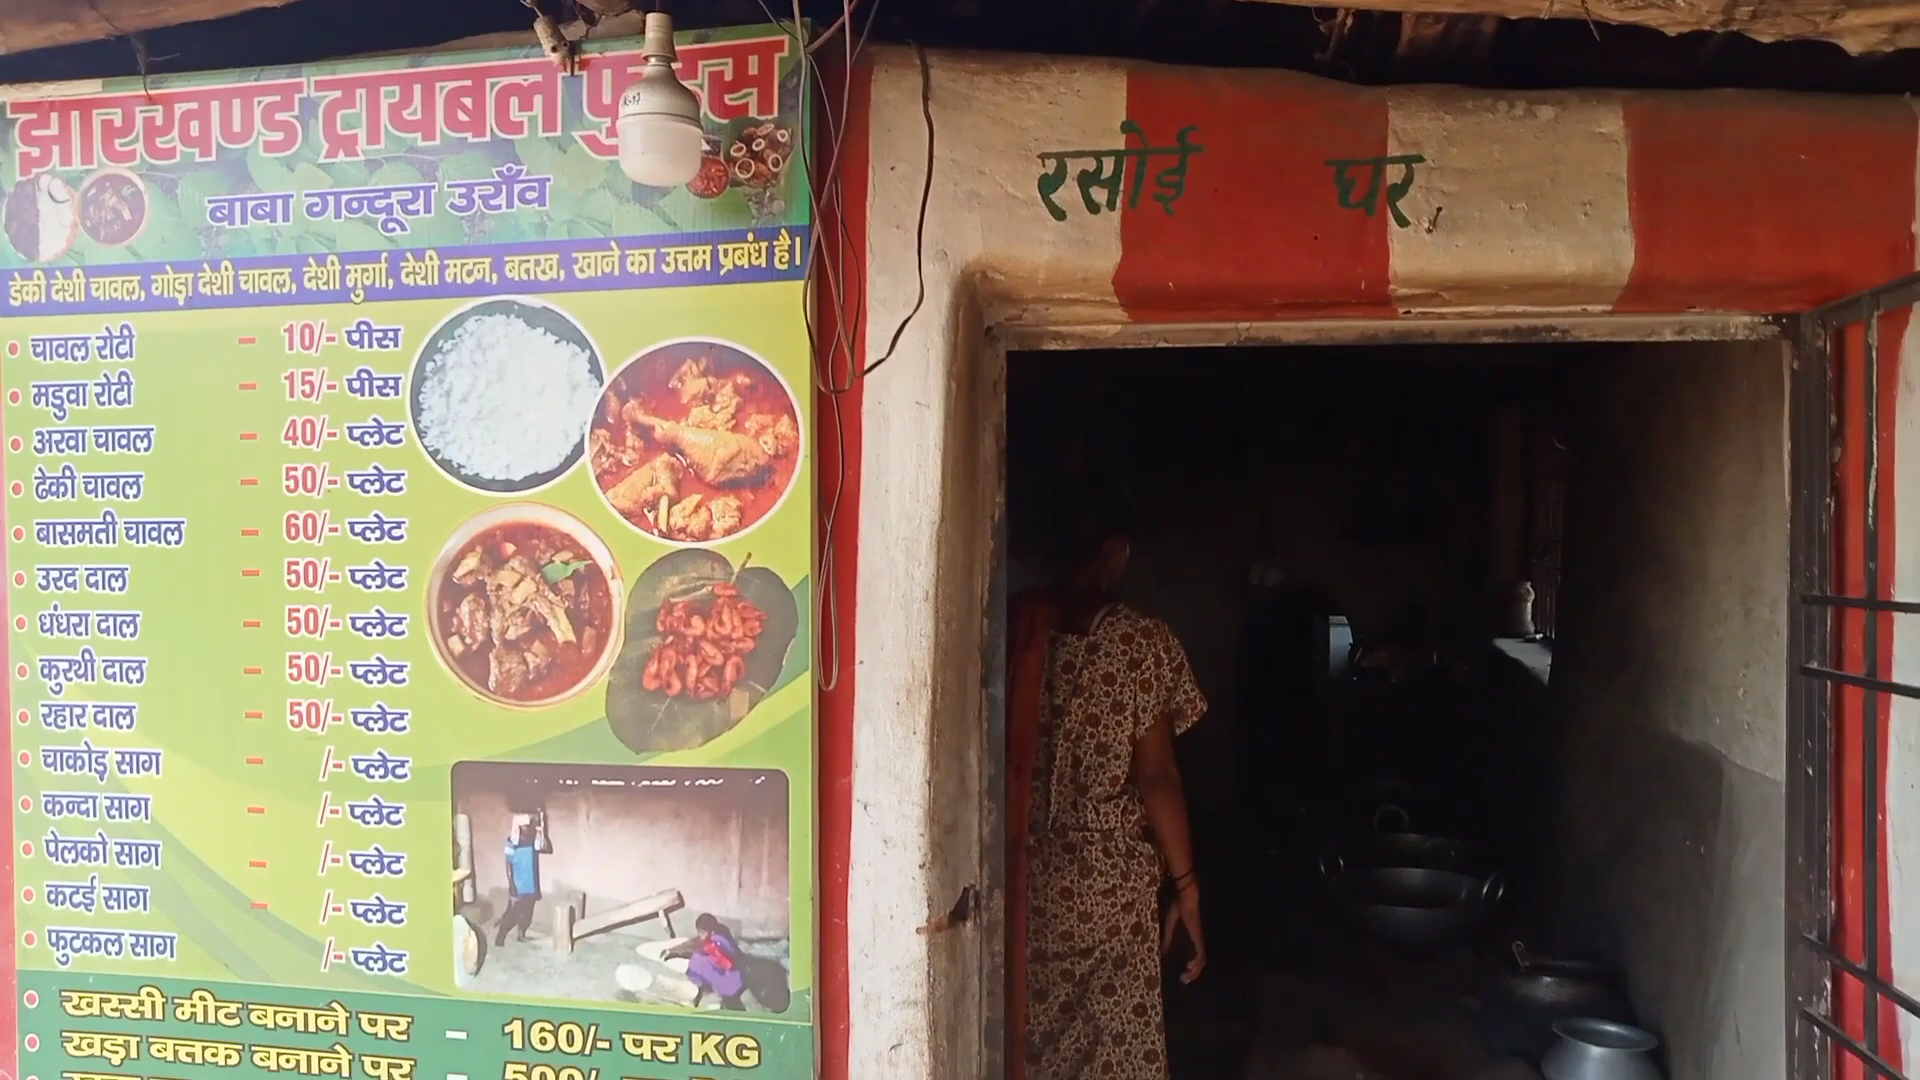 झारखण्ड ट्रायबल फुड्स
बाबा गन्दूरा उराँव
डेकी देशी चावल, गोड़ा देशी चावल, देशी मुर्गा, देशी मटन, बतख, खाने का उत्तम प्रबंध है।
चावल रोटी - 10/- पीस
मडुवा रोटी - 15/- पीस
अरवा चावल - 40/- प्लेट
ढेकी चावल - 50/- प्लेट
बासमती चावल - 60/- प्लेट
उरद दाल - 50/- प्लेट
धंधरा दाल - 50/- प्लेट
कुरथी दाल - 50/- प्लेट
रहार दाल - 50/- प्लेट
चाकोड़ साग - /- प्लेट
कन्दा साग - /- प्लेट
पेलको साग - /- प्लेट
कटई साग - /- प्लेट
फुटकल साग /- प्लेट
खस्सी मीट बनाने पर - 160/- पर KG
खड़ा बत्तक बनाने पर -
रसोई घर